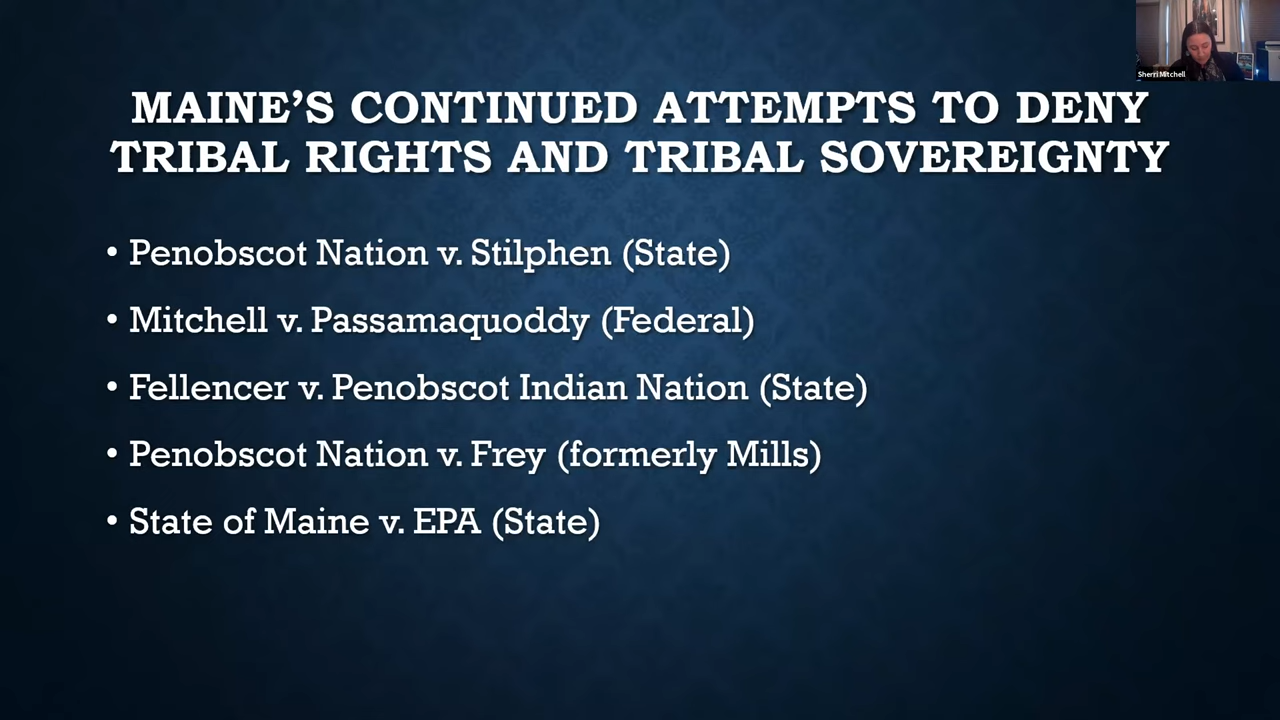 Sherri Mitchell
MAINE’S CONTINUED ATTEMPTS TO DENY
TRIBAL RIGHTS AND TRIBAL SOVEREIGNTY
• Penobscot Nation v. Stilphen (State)
• Mitchell v. Passamaquoddy (Federal)
• Fellencer v. Penobscot Indian Nation (State)
• Penobscot Nation v. Frey (formerly Mills)
• State of Maine v. EPA (State)